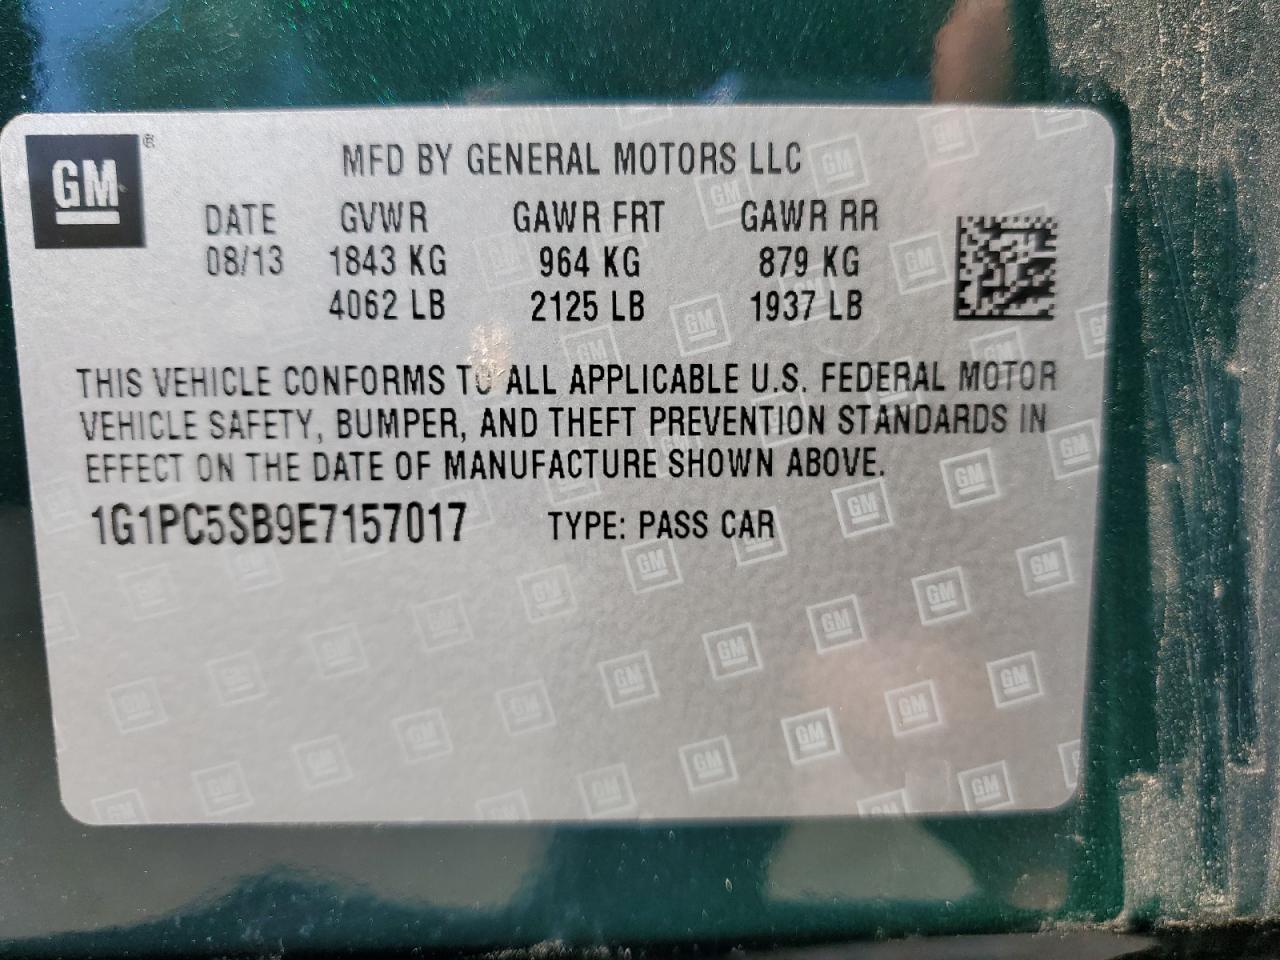 GM ®
MFD BY GENERAL MOTORS LLC
DATE GVWR GAWR FRT GAWR RR
08/13 1843 KG 964 KG 879 KG
4062 LB 2125 LB 1937 LB
THIS VEHICLE CONFORMS TO ALL APPLICABLE U.S. FEDERAL MOTOR
VEHICLE SAFETY, BUMPER, AND THEFT PREVENTION STANDARDS IN
EFFECT ON THE DATE OF MANUFACTURE SHOWN ABOVE.
1G1PC5SB9E7157017 TYPE: PASS CAR